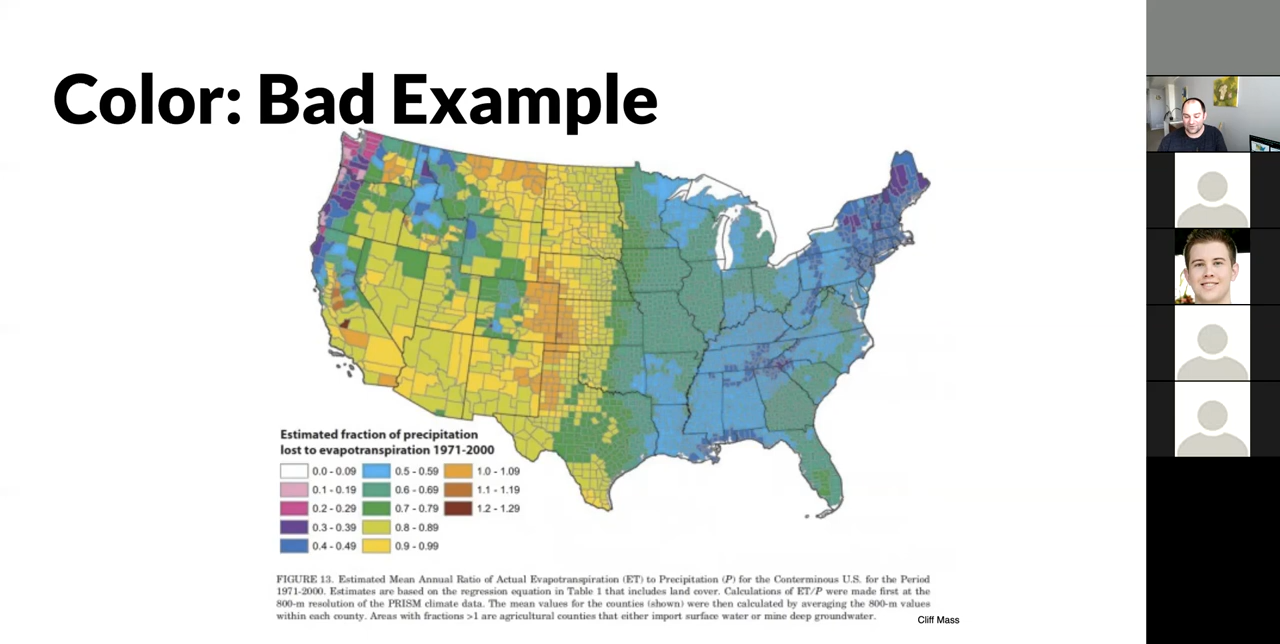 Color: Bad Example
Estimated fraction of precipitation
lost to evapotranspiration 1971-2000
0.0 - 0.09
0.1 - 0.19
0.2 - 0.29
0.3 - 0.39
0.4 - 0.49
0.5 - 0.59
0.6 - 0.69
0.7 - 0.79
0.8 - 0.89
0.9 - 0.99
1.0 - 1.09
1.1 - 1.19
1.2 - 1.29
FIGURE 13. Estimated Mean Annual Ratio of Actual Evapotranspiration (ET) to Precipitation (P) for the Conterminous U.S. for the Period
1971-2000. Estimates are based on the regression equation in Table 1 that includes land cover. Calculations of ET/P were made first at the
800-m resolution of the PRISM climate data. The mean values for the counties (shown) were then calculated by averaging the 800-m values
within each county. Areas with fractions >1 are agricultural counties that either import surface water or mine deep groundwater.
Cliff Mass